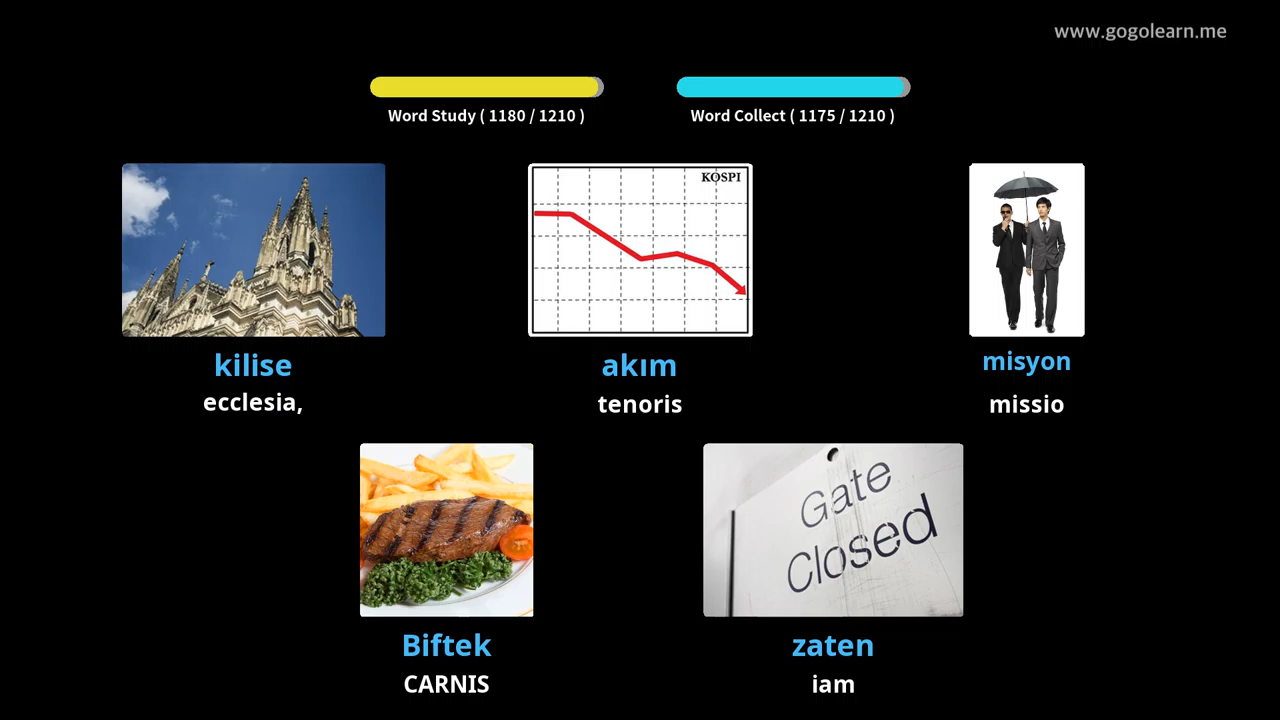 www.gogolearn.me
Word Study ( 1180 / 1210 )
Word Collect ( 1175 / 1210 )
KOSPI
kilise
akım
misyon
ecclesia,
tenoris
missio
Gate
Closed
Biftek
zaten
CARNIS
iam